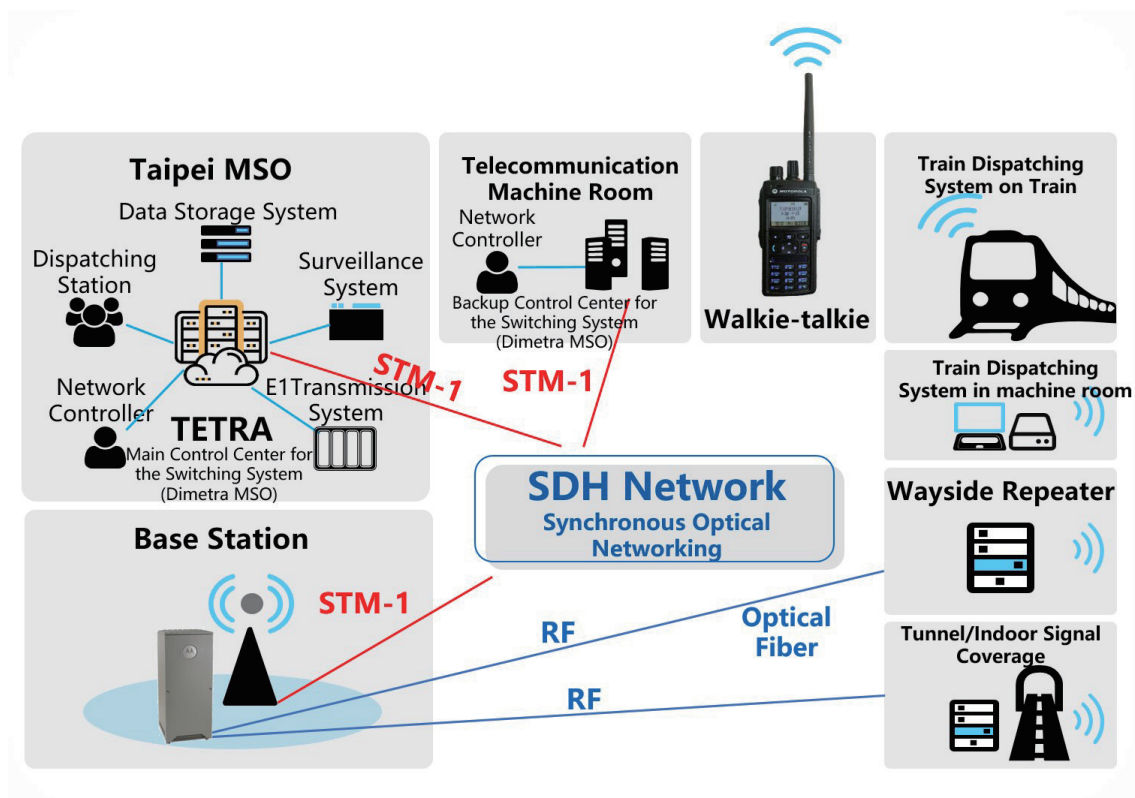 Taipei MSO
Data Storage System
Dispatching
Station
Surveillance
System
Network
Controller
E1Transmission
System
TETRA
Main Control Center for
the Switching System
(Dimetra MSO)
Telecommunication
Machine Room
Network
Controller
Backup Control Center for
the Switching System
(Dimetra MSO)
MOTOROLA
Walkie-talkie
Train Dispatching
System on Train
Train Dispatching
System in machine room
STM-1
STM-1
SDH Network
Synchronous Optical
Networking
Wayside Repeater
Base Station
STM-1
RF
Optical
Fiber
RF
Tunnel/Indoor Signal
Coverage